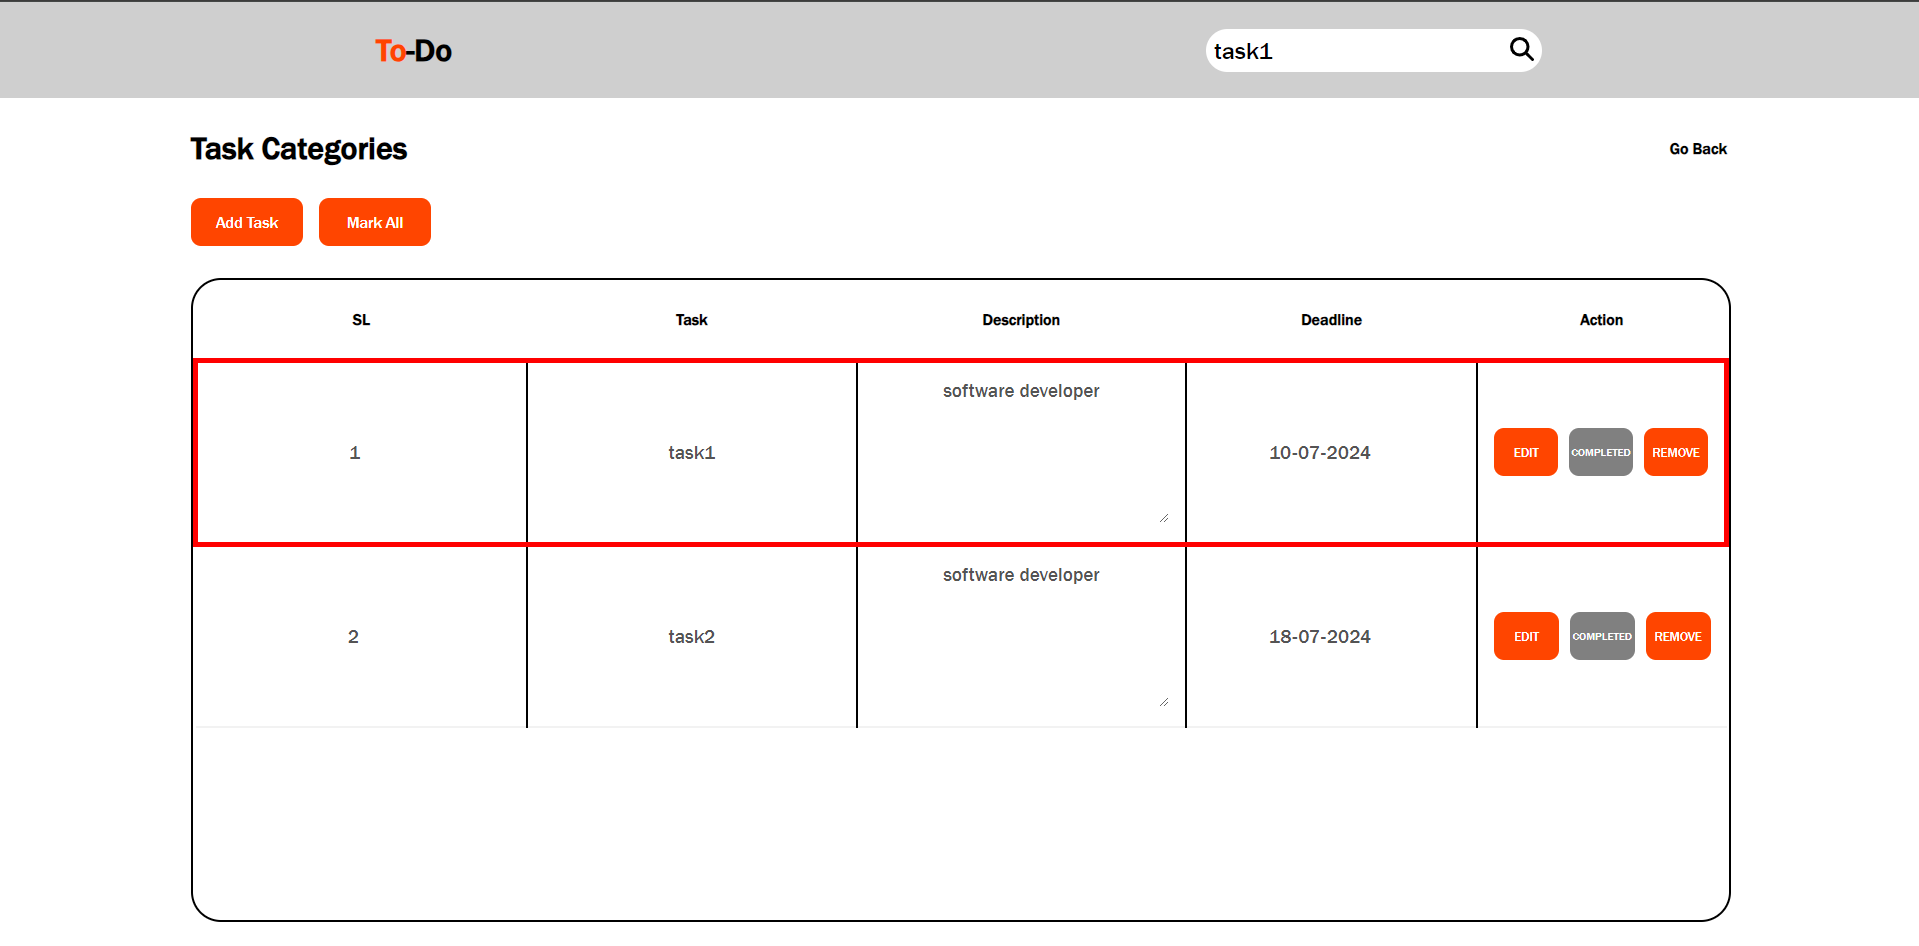 To-Do
task1
Task Categories
Go Back
Add Task
Mark All
SL Task Description Deadline Action
1 task1 software developer 10-07-2024 EDIT COMPLETED REMOVE
2 task2 software developer 18-07-2024 EDIT COMPLETED REMOVE